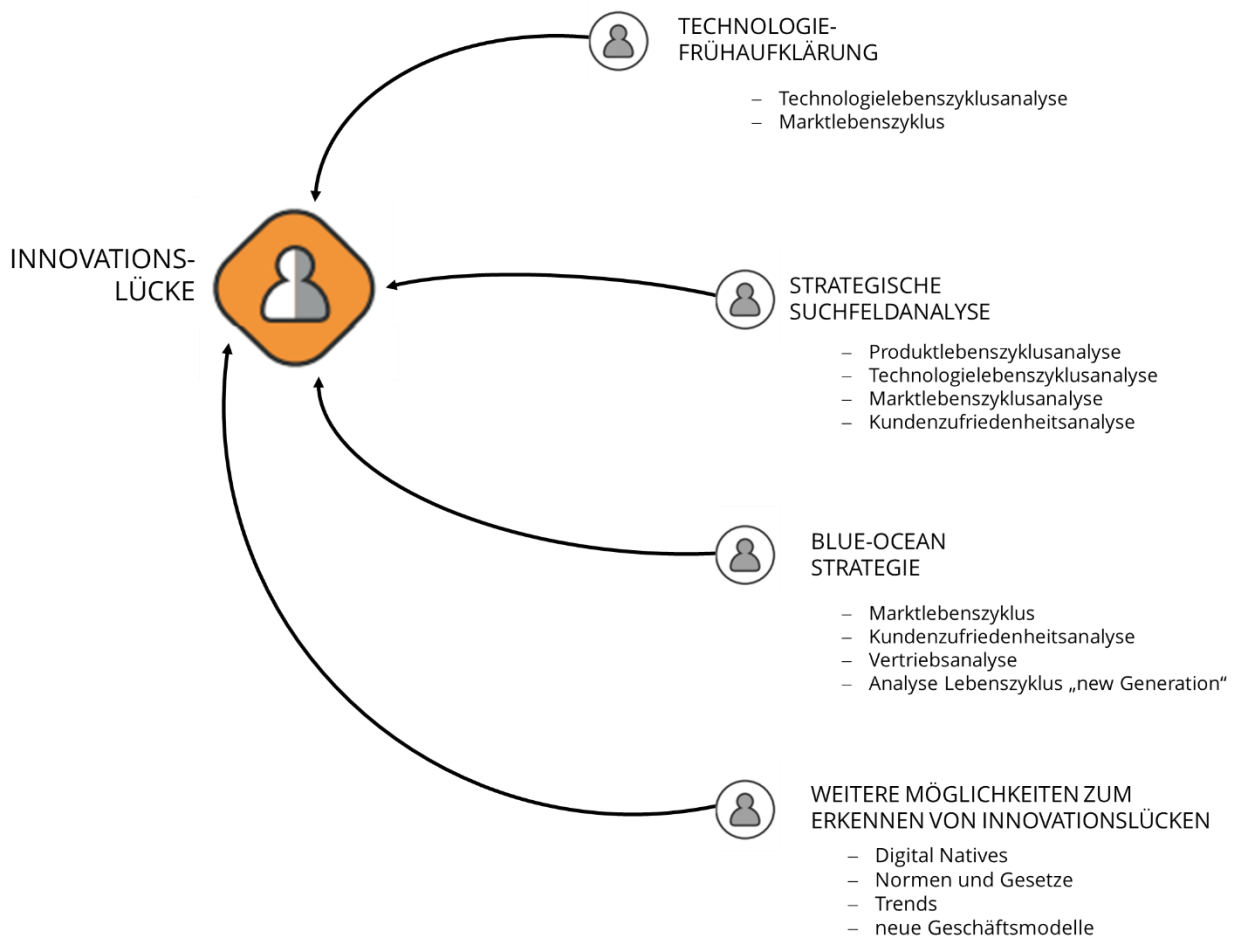 TECHNOLOGIE-
FRÜHAUFKLÄRUNG
– Technologielebenszyklusanalyse
– Marktlebenszyklus
INNOVATIONS-
LÜCKE
STRATEGISCHE
SUCHFELDANALYSE
– Produktlebenszyklusanalyse
– Technologielebenszyklusanalyse
– Marktlebenszyklusanalyse
– Kundenzufriedenheitsanalyse
BLUE-OCEAN
STRATEGIE
– Marktlebenszyklus
– Kundenzufriedenheitsanalyse
– Vertriebsanalyse
– Analyse Lebenszyklus „new Generation“
WEITERE MÖGLICHKEITEN ZUM
ERKENNEN VON INNOVATIONSLÜCKEN
– Digital Natives
– Normen und Gesetze
– Trends
– neue Geschäftsmodelle